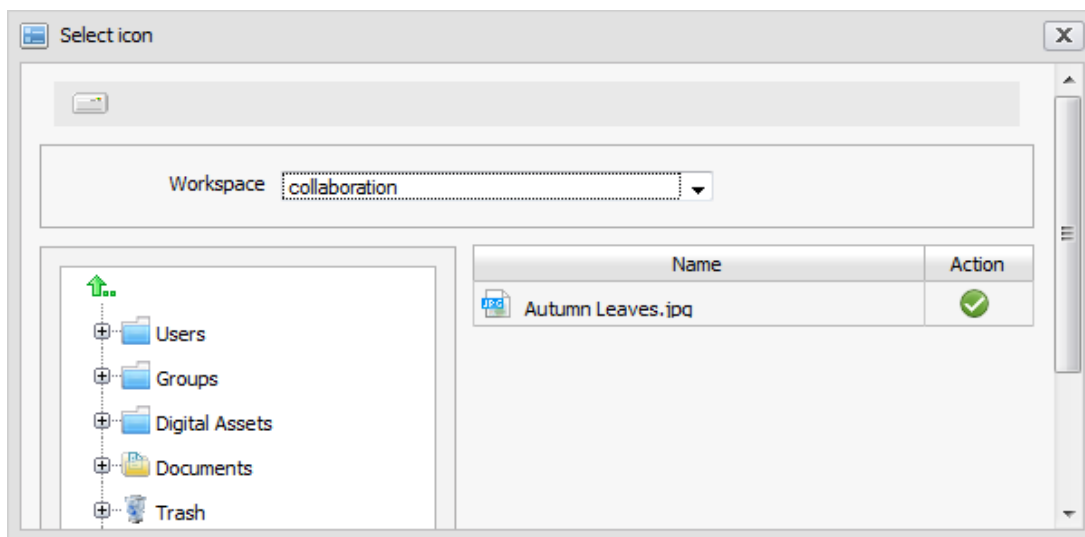 Select icon
Workspace collaboration
Name Action
Autumn Leaves.jpg
Users
Groups
Digital Assets
Documents
Trash